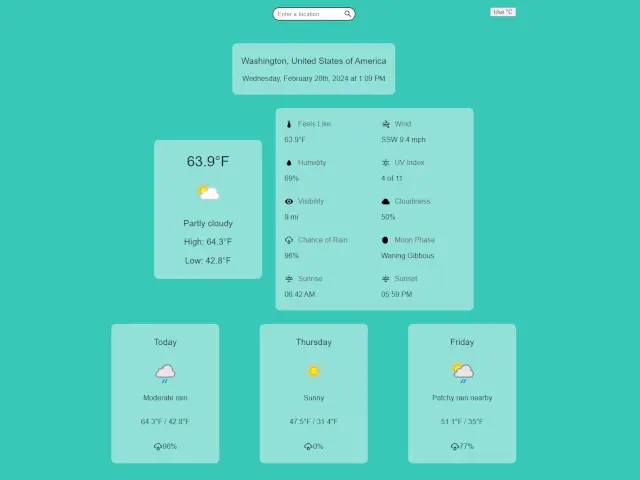 Enter a location
Use °C
Washington, United States of America
Wednesday, February 28th, 2024 at 1:09 PM
63.9°F
Partly cloudy
High: 64.3°F
Low: 42.8°F
Feels Like
63.9°F
Wind
SSW 9.4 mph
Humidity
69%
UV Index
4 of 11
Visibility
9 mi
Cloudiness
50%
Chance of Rain
96%
Moon Phase
Waning Gibbous
Sunrise
06:42 AM
Sunset
05:59 PM
Today
Moderate rain
64.3°F / 42.8°F
96%
Thursday
Sunny
47.5°F / 31.4°F
0%
Friday
Patchy rain nearby
51.1°F / 35°F
77%